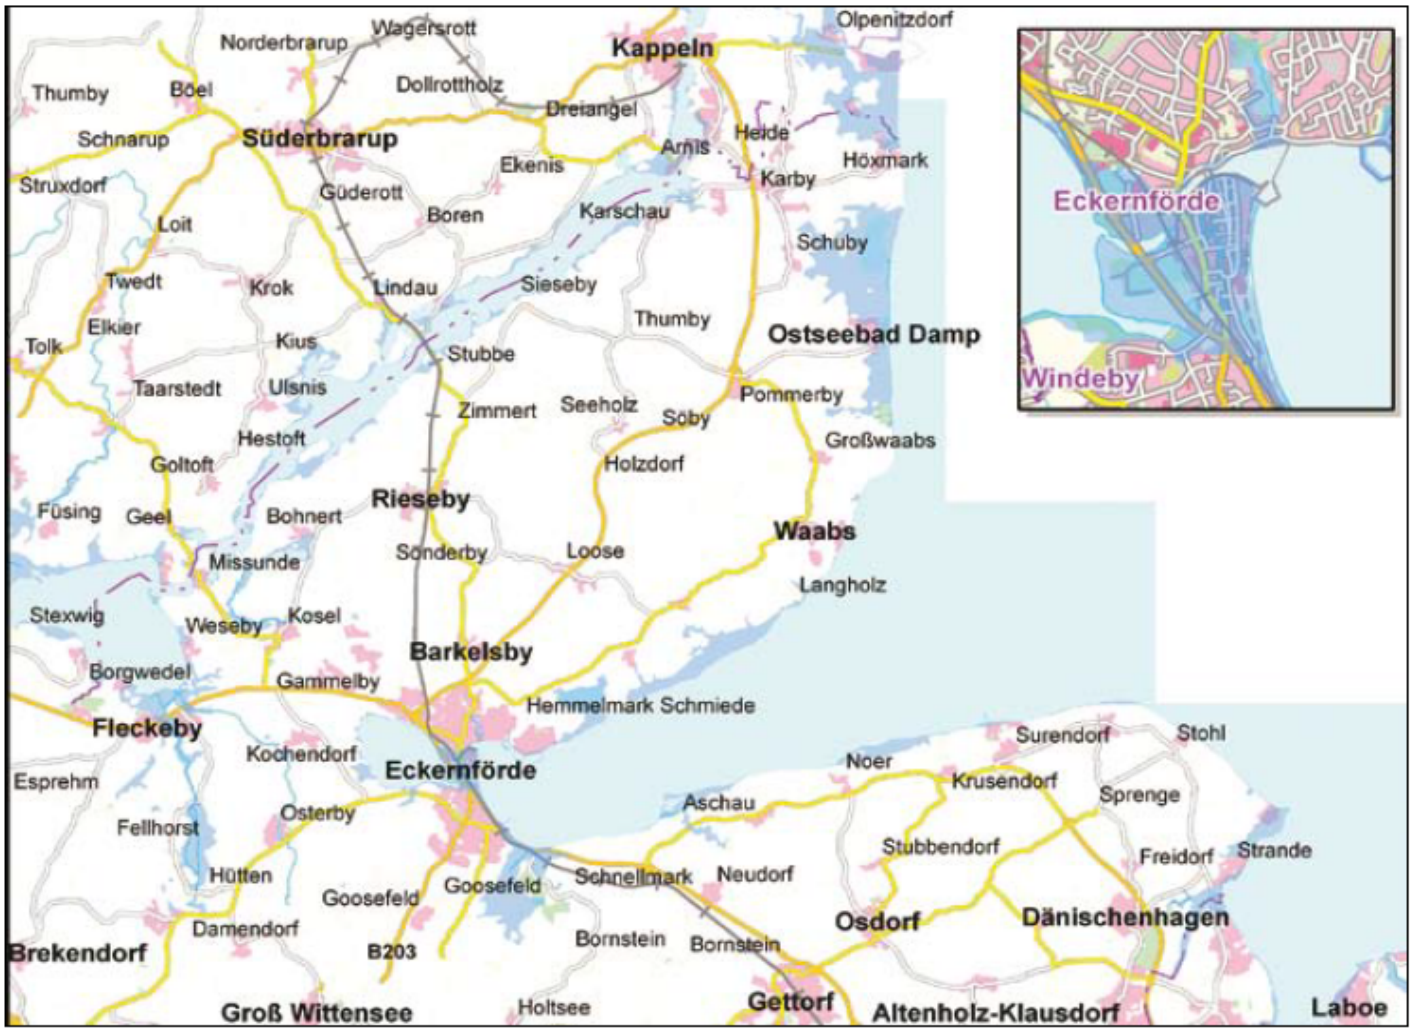 Olpenitzdorf
Wagersrott
Norderbrarup
Kappeln
Dollrottholz
Böel
Thumby
Dreiangel
Heide
Schnarup
Süderbrarup
Arnis
Höxmark
Ekenis
Karby
Struxdorf
Güderott
Eckernförde
Boren
Karschau
Loit
Schuby
Twedt
Krok
Lindau
Sieseby
Elkier
Thumby
Ostseebad Damp
Kius
Tolk
Stubbe
Windeby
Taarstedt
Ulsnis
Pommerby
Zimmert
Seeholz
Söby
Hestoft
Großwaabs
Goltoft
Holzdorf
Rieseby
Füsing
Geel
Bohnert
Waabs
Sönderby
Loose
Missunde
Langholz
Stexwig
Kosel
Weseby
Barkelsby
Borgwedel
Gammelby
Hemmelmark Schmiede
Fleckeby
Surendorf
Stohl
Kochendorf
Noer
Eckernförde
Esprehm
Krusendorf
Sprenge
Aschau
Osterby
Fellhorst
Stubbendorf
Freidorf
Strande
Hütten
Schnellmark
Neudorf
Goosefeld
Goosefeld
Osdorf
Dänischenhagen
Damendorf
Bornstein
Bornstein
Brekendorf
B203
Gettorf
Holtsee
Laboe
Groß Wittensee
Altenholz-Klausdorf